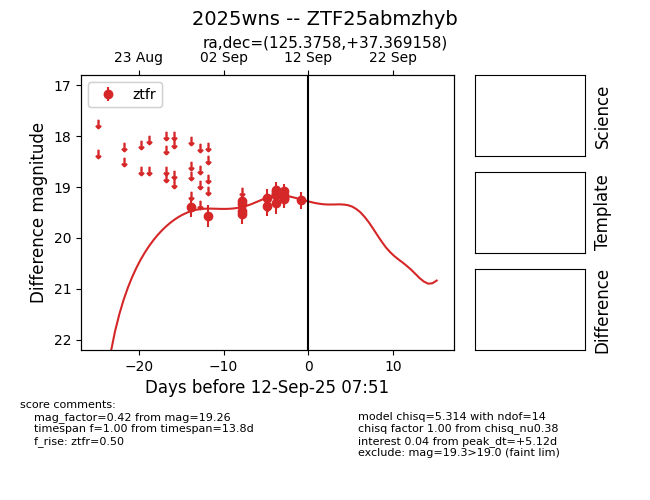 2025wns -- ZTF25abmzhyb
ra,dec=(125.3758,+37.369158)
23 Aug 02 Sep 12 Sep 22 Sep
ztfr
Difference magnitude
17
18
19
20
21
22
−20 −10 0 10
Days before 12-Sep-25 07:51
Science
Template
Difference
score comments:
mag_factor=0.42 from mag=19.26
timespan f=1.00 from timespan=13.8d
f_rise: ztfr=0.50
model chisq=5.314 with ndof=14
chisq factor 1.00 from chisq_nu0.38
interest 0.04 from peak_dt=+5.12d
exclude: mag=19.3>19.0 (faint lim)